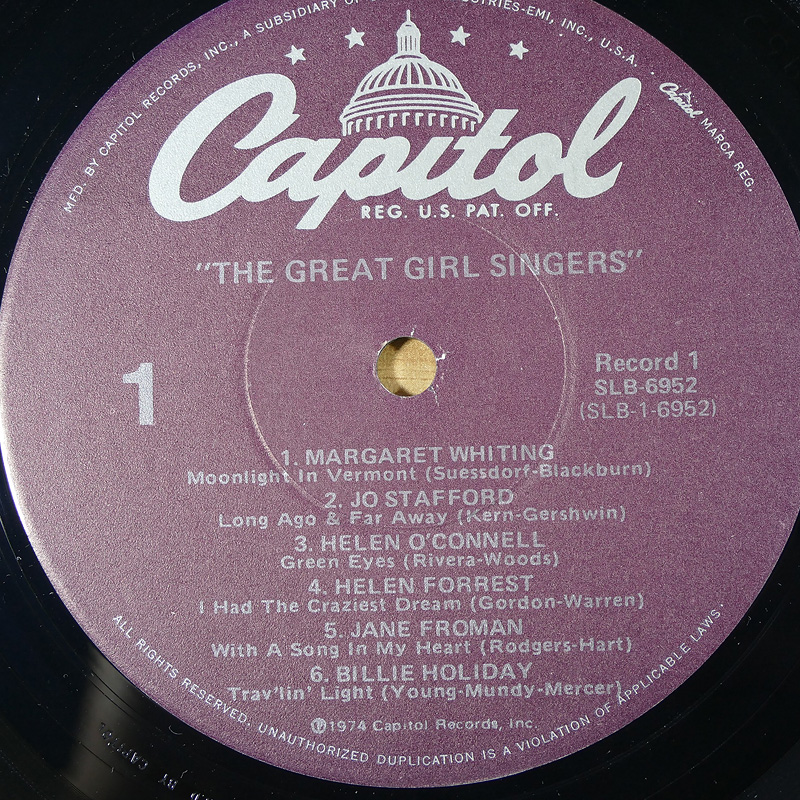 MFD. BY CAPITOL RECORDS, INC., A SUBSIDIARY OF INDUSTRIES-EMI, INC., U.S.A. · Capitol MARCA REG.
Capitol
REG. U.S. PAT. OFF.
"THE GREAT GIRL SINGERS"
1
Record 1
SLB-6952
(SLB-1-6952)
1. MARGARET WHITING
Moonlight In Vermont (Suessdorf-Blackburn)
2. JO STAFFORD
Long Ago & Far Away (Kern-Gershwin)
3. HELEN O'CONNELL
Green Eyes (Rivera-Woods)
4. HELEN FORREST
I Had The Craziest Dream (Gordon-Warren)
5. JANE FROMAN
With A Song In My Heart (Rodgers-Hart)
6. BILLIE HOLIDAY
Trav'lin' Light (Young-Mundy-Mercer)
℗1974 Capitol Records, Inc.
ALL RIGHTS RESERVED. UNAUTHORIZED DUPLICATION IS A VIOLATION OF APPLICABLE LAWS.